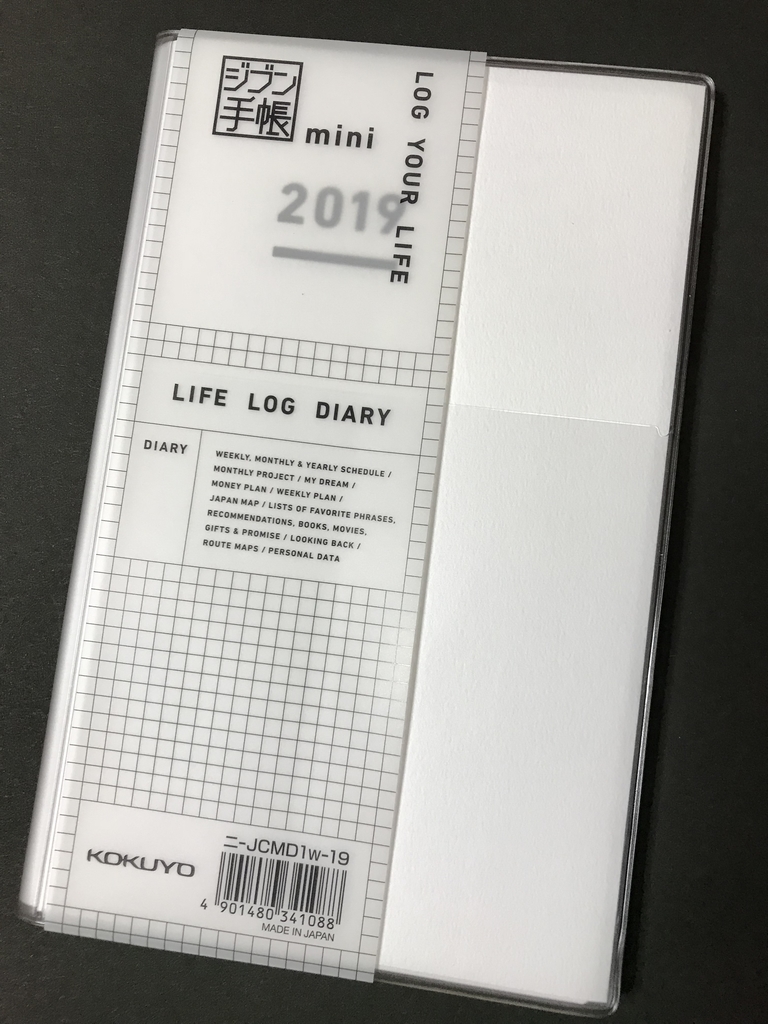 ジブン
手帳
mini
LOG YOUR LIFE
2019
LIFE LOG DIARY
DIARY
WEEKLY, MONTHLY & YEARLY SCHEDULE /
MONTHLY PROJECT / MY DREAM /
MONEY PLAN / WEEKLY PLAN /
JAPAN MAP / LISTS OF FAVORITE PHRASES,
RECOMMENDATIONS, BOOKS, MOVIES,
GIFTS & PROMISE / LOOKING BACK /
ROUTE MAPS / PERSONAL DATA
KOKUYO
ニ-JCMD1W-19
4 901480 341088
MADE IN JAPAN